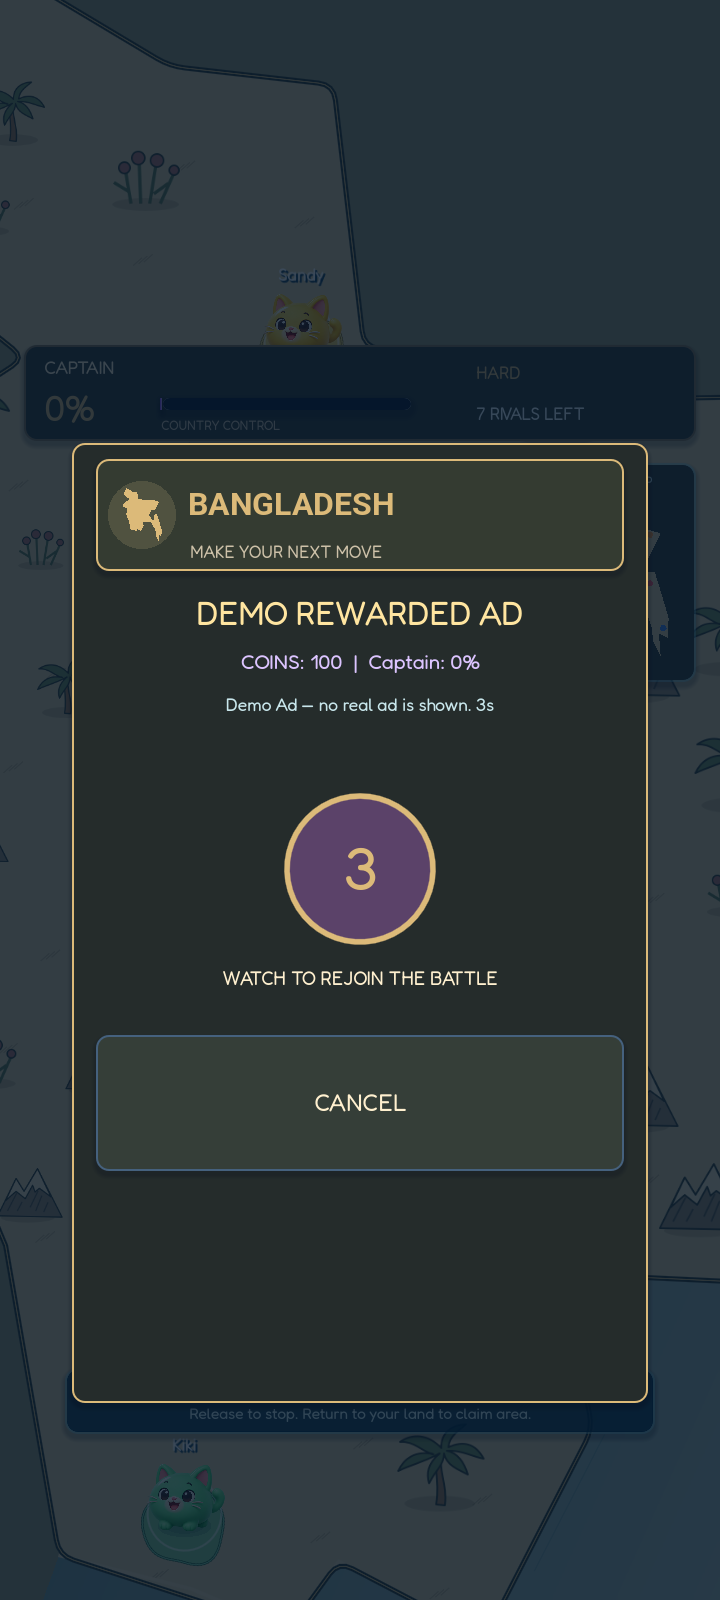 Sandy
CAPTAIN
HARD
0%
COUNTRY CONTROL
7 RIVALS LEFT
BANGLADESH
MAKE YOUR NEXT MOVE
DEMO REWARDED AD
COINS: 100 | Captain: 0%
Demo Ad – no real ad is shown. 3s
3
WATCH TO REJOIN THE BATTLE
CANCEL
Release to stop. Return to your land to claim area.
Kiki